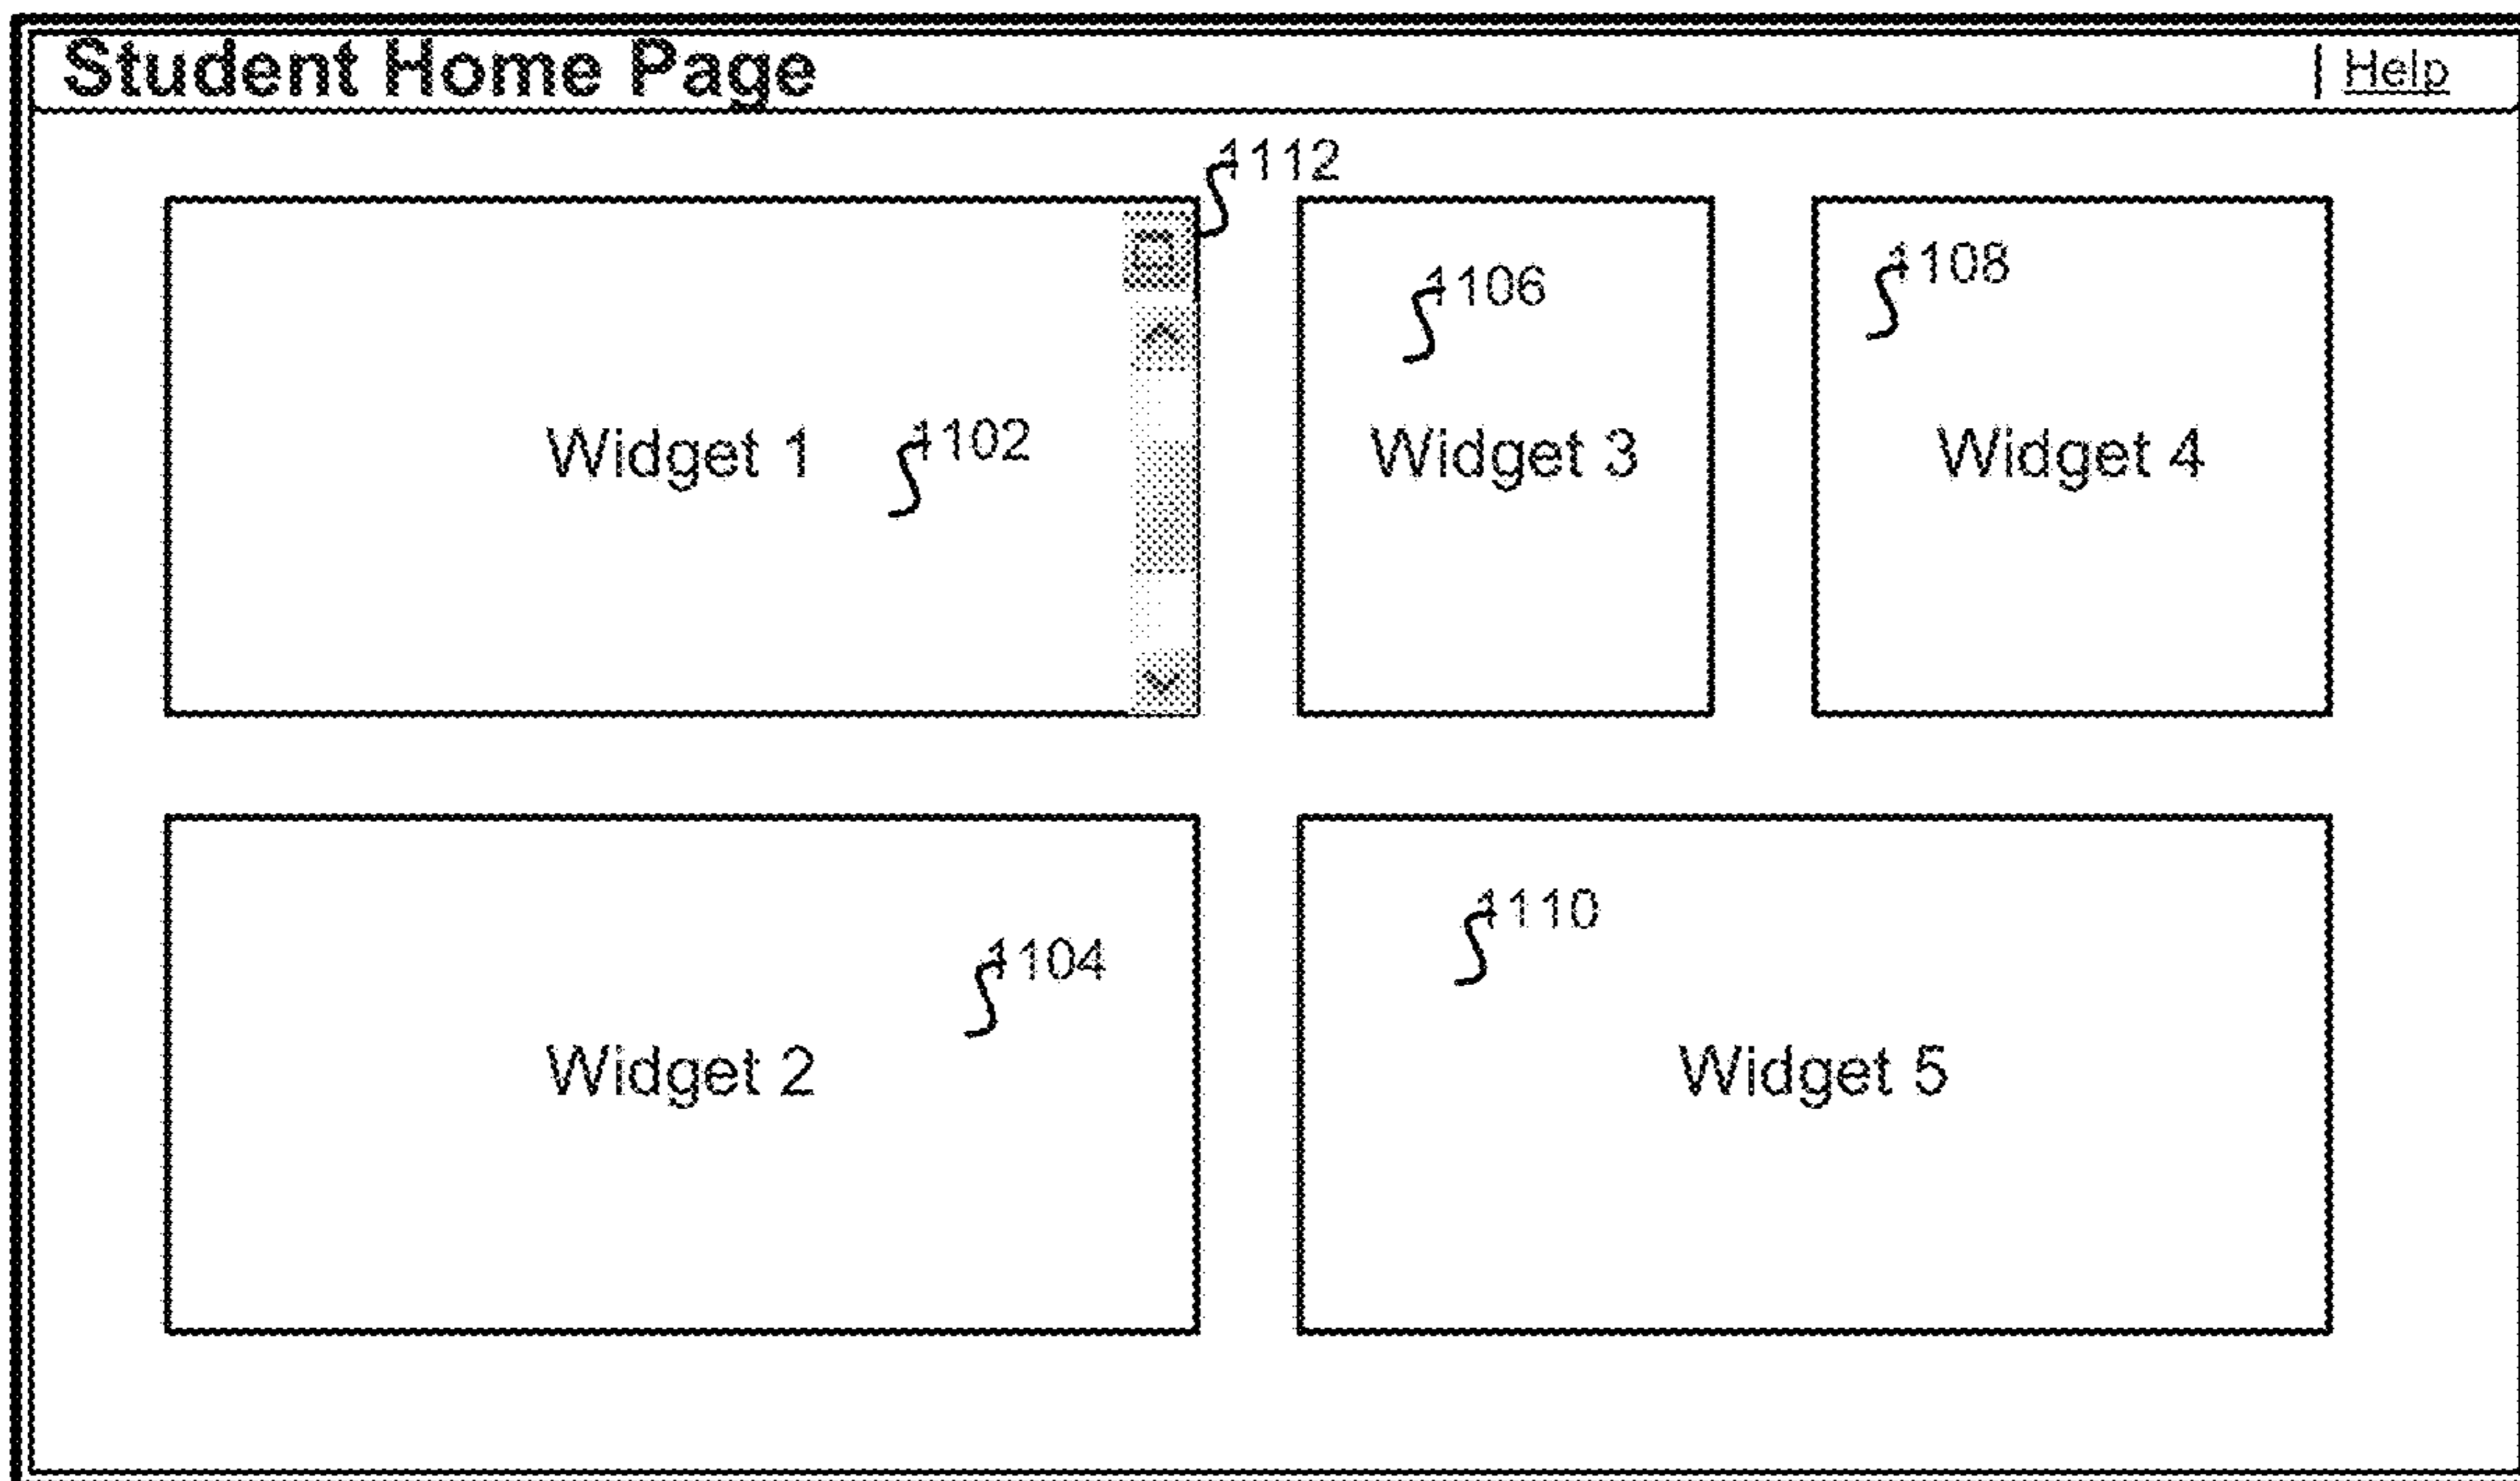 Student Home Page | Help
1112
1108
1106
Widget 1 1102 Widget 3 Widget 4
1110
1104
Widget 2 Widget 5